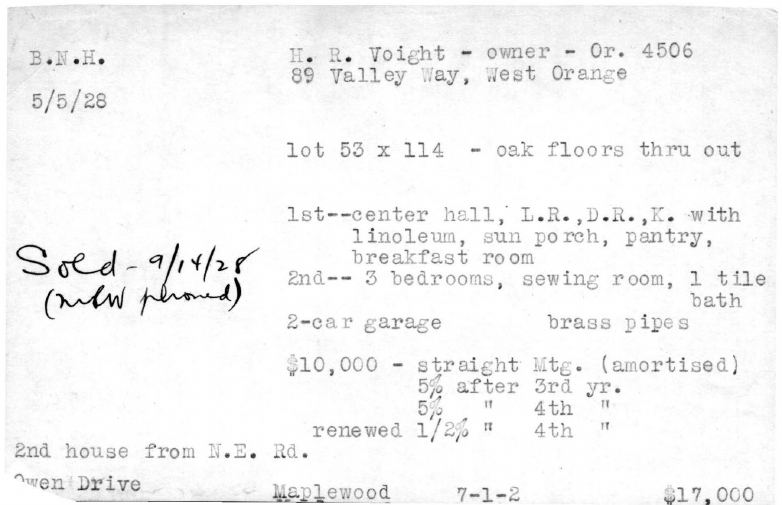 B.N.H.
5/5/28
H. R. Voight - owner - Or. 4506
89 Valley Way, West Orange
lot 53 x 114 - oak floors thru out
1st--center hall, L.R.,D.R.,K. with
linoleum, sun porch, pantry,
breakfast room
2nd-- 3 bedrooms, sewing room, 1 tile
bath
2-car garage brass pipes
Sold - 9/14/28
phoned)
$10,000 - straight Mtg. (amortised)
5% after 3rd yr.
5% " 4th "
renewed 1/2% " 4th "
2nd house from N.E. Rd.
Owen Drive
Maplewood 7-1-2 $17,000